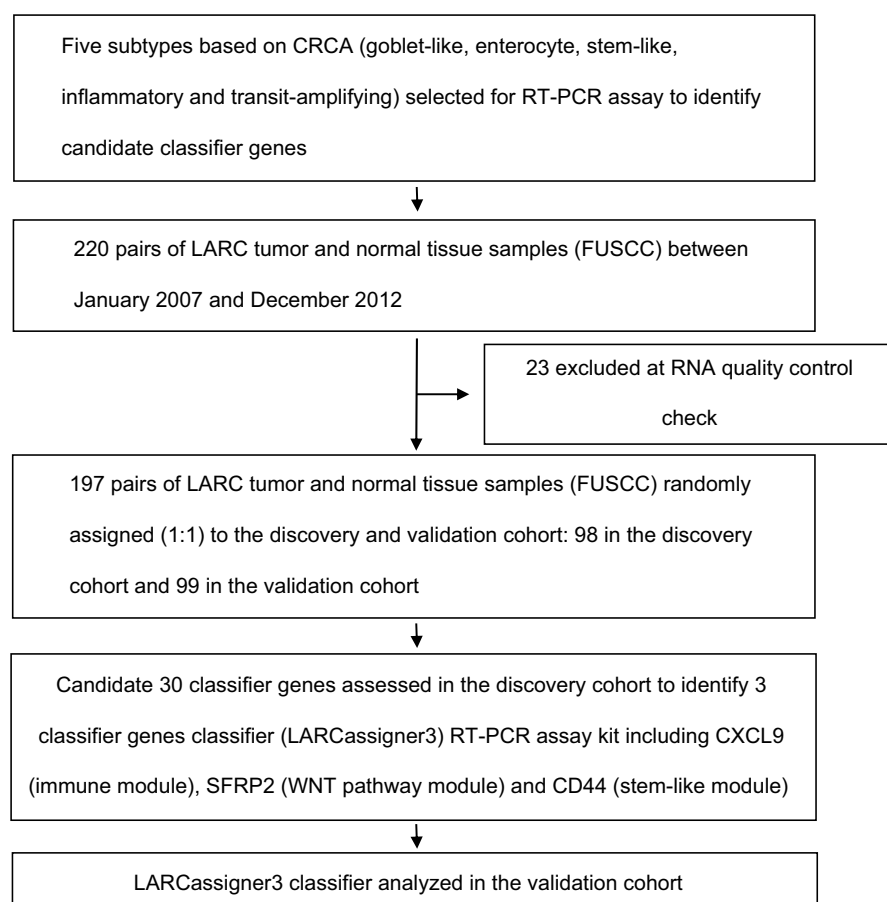 Five subtypes based on CRCA (goblet-like, enterocyte, stem-like,
inflammatory and transit-amplifying) selected for RT-PCR assay to identify
candidate classifier genes
220 pairs of LARC tumor and normal tissue samples (FUSCC) between
January 2007 and December 2012
23 excluded at RNA quality control
check
197 pairs of LARC tumor and normal tissue samples (FUSCC) randomly
assigned (1:1) to the discovery and validation cohort: 98 in the discovery
cohort and 99 in the validation cohort
Candidate 30 classifier genes assessed in the discovery cohort to identify 3
classifier genes classifier (LARCassigner3) RT-PCR assay kit including CXCL9
(immune module), SFRP2 (WNT pathway module) and CD44 (stem-like module)
LARCassigner3 classifier analyzed in the validation cohort